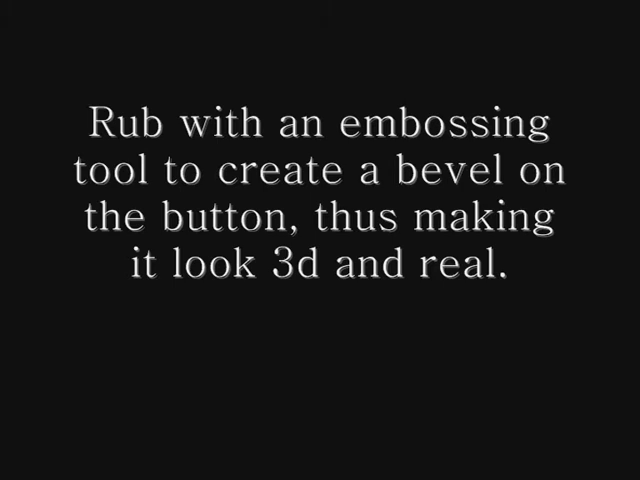 Rub with an embossing
tool to create a bevel on
the button, thus making
it look 3d and real.